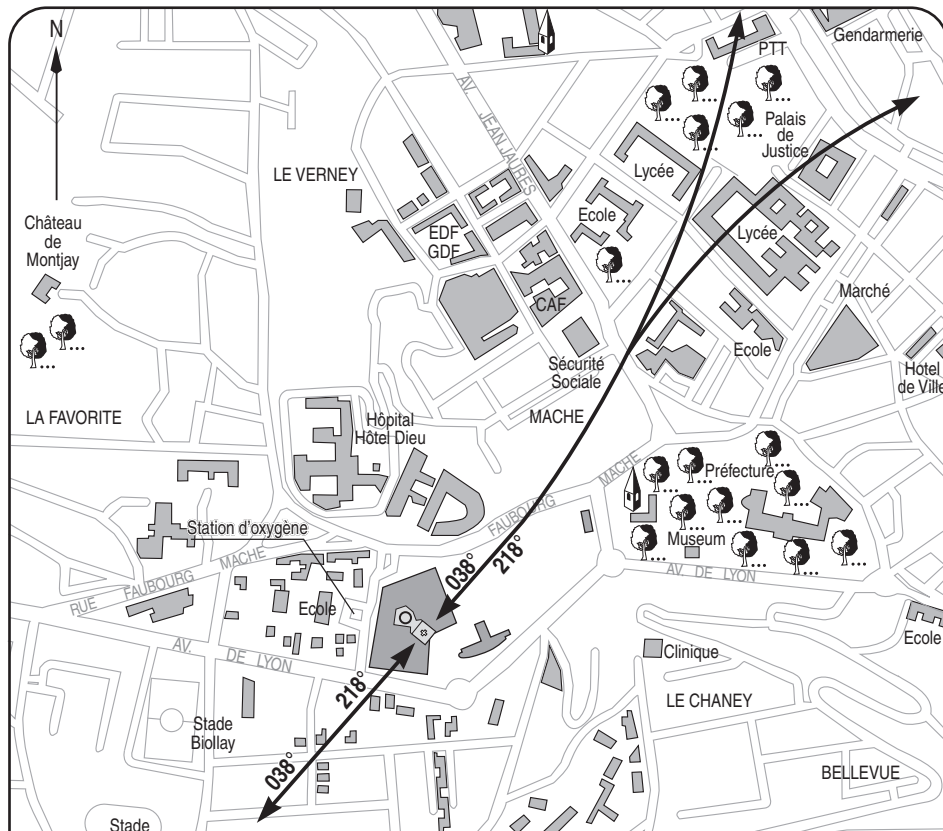 N
Gendarmerie
PTT
AV. JEAN JAURES
Palais
de
Justice
Lycée
LE VERNEY
Château
de
Montjay
Ecole
EDF
GDF
Lycée
Marché
CAF
Ecole
Sécurité
Sociale
Hotel
de Ville
LA FAVORITE
Hôpital
Hôtel Dieu
MACHE
Préfecture
FAUBOURG MACHE
Station d'oxygène
Museum
038°
218°
AV. DE LYON
RUE FAUBOURG MACHE
Ecole
Ecole
AV. DE LYON
Clinique
218°
038°
LE CHANEY
Stade
Biollay
BELLEVUE
Stade